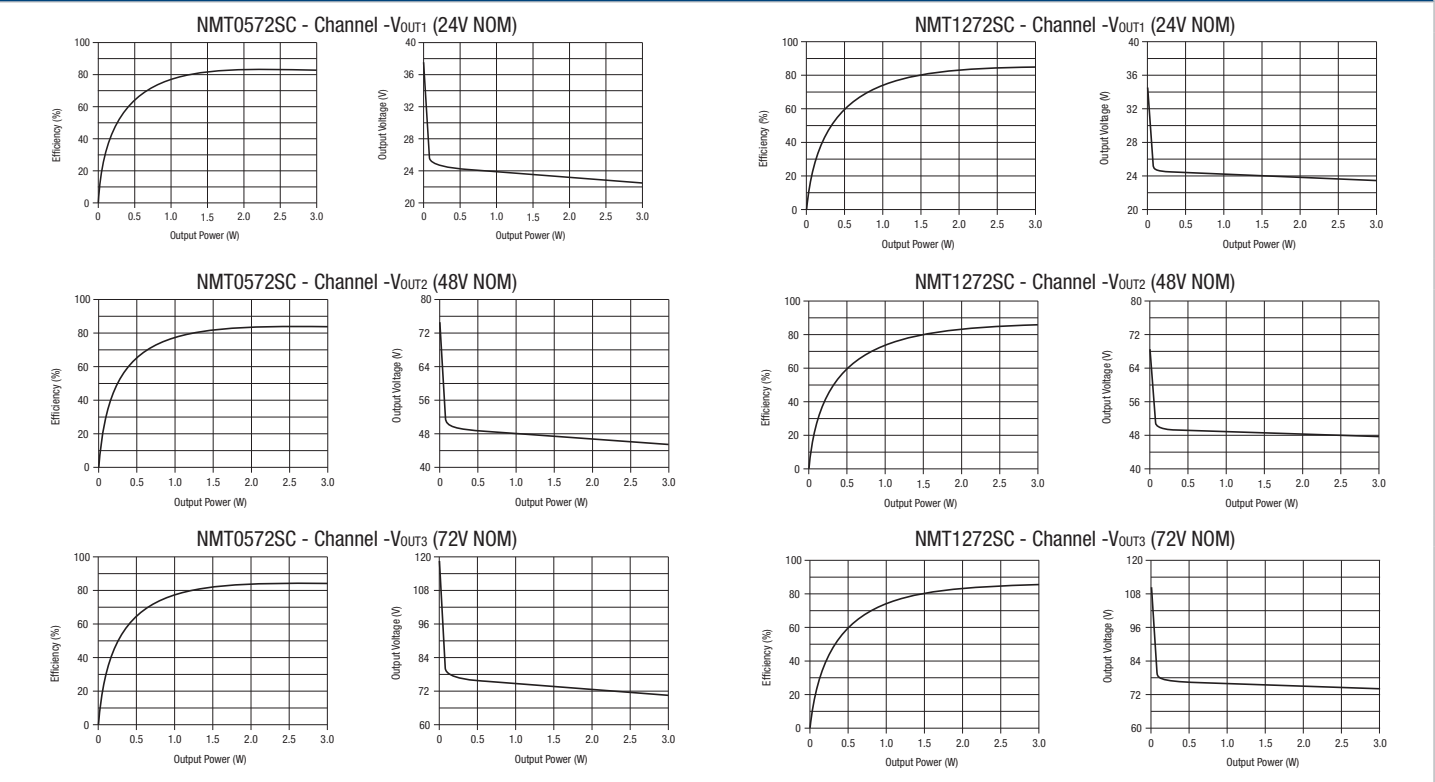 NMT0572SC - Channel -VOUT1 (24V NOM)
100
80
60
40
20
0
Efficiency (%)
0 0.5 1.0 1.5 2.0 2.5 3.0
Output Power (W)
40
36
32
28
24
20
Output Voltage (V)
0 0.5 1.0 1.5 2.0 2.5 3.0
Output Power (W)
NMT1272SC - Channel -VOUT1 (24V NOM)
100
80
60
40
20
0
Efficiency (%)
0 0.5 1.0 1.5 2.0 2.5 3.0
Output Power (W)
40
36
32
28
24
20
Output Voltage (V)
0 0.5 1.0 1.5 2.0 2.5 3.0
Output Power (W)
NMT0572SC - Channel -VOUT2 (48V NOM)
100
80
60
40
20
0
Efficiency (%)
0 0.5 1.0 1.5 2.0 2.5 3.0
Output Power (W)
80
72
64
56
48
40
Output Voltage (V)
0 0.5 1.0 1.5 2.0 2.5 3.0
Output Power (W)
NMT1272SC - Channel -VOUT2 (48V NOM)
100
80
60
40
20
0
Efficiency (%)
0 0.5 1.0 1.5 2.0 2.5 3.0
Output Power (W)
80
72
64
56
48
40
Output Voltage (V)
0 0.5 1.0 1.5 2.0 2.5 3.0
Output Power (W)
NMT0572SC - Channel -VOUT3 (72V NOM)
100
80
60
40
20
0
Efficiency (%)
0 0.5 1.0 1.5 2.0 2.5 3.0
Output Power (W)
120
108
96
84
72
60
Output Voltage (V)
0 0.5 1.0 1.5 2.0 2.5 3.0
Output Power (W)
NMT1272SC - Channel -VOUT3 (72V NOM)
100
80
60
40
20
0
Efficiency (%)
0 0.5 1.0 1.5 2.0 2.5 3.0
Output Power (W)
120
108
96
84
72
60
Output Voltage (V)
0 0.5 1.0 1.5 2.0 2.5 3.0
Output Power (W)